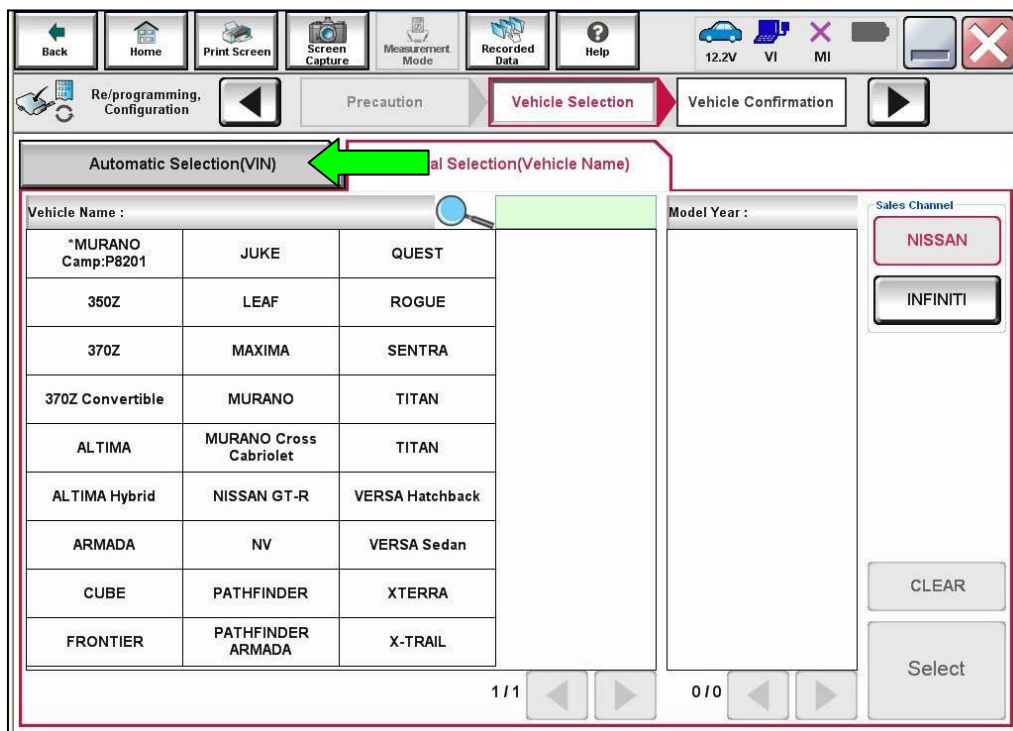 Back
Home
Print Screen
Screen
Capture
Measurement
Mode
Recorded
Data
Help
12.2V
VI
MI
Re/programming,
Configuration
Precaution
Vehicle Selection
Vehicle Confirmation
Automatic Selection(VIN)
al Selection(Vehicle Name)
Vehicle Name :
Model Year :
Sales Channel
*MURANO
Camp:P8201
JUKE
QUEST
NISSAN
350Z
LEAF
ROGUE
INFINITI
370Z
MAXIMA
SENTRA
370Z Convertible
MURANO
TITAN
ALTIMA
MURANO Cross
Cabriolet
TITAN
ALTIMA Hybrid
NISSAN GT-R
VERSA Hatchback
ARMADA
NV
VERSA Sedan
CUBE
PATHFINDER
XTERRA
CLEAR
FRONTIER
PATHFINDER
ARMADA
X-TRAIL
Select
1/1
0/0